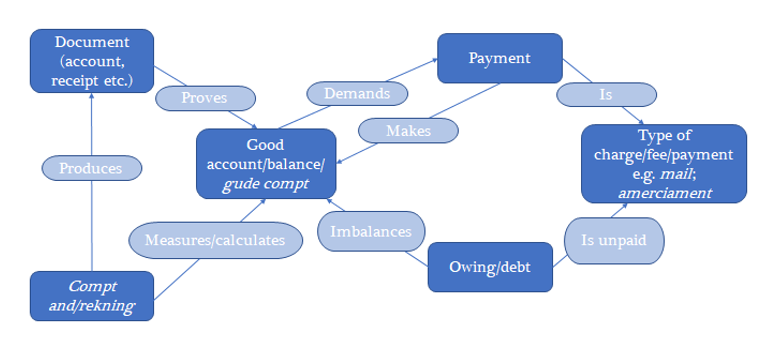 Document
(account,
receipt etc.)
Payment
Proves
Demands
Is
Makes
Good
account/balance/
gude compt
Type of
charge/fee/payment
e.g. mail;
amerciament
Produces
Measures/calculates
Imbalances
Is unpaid
Owing/debt
Compt
and/rekning